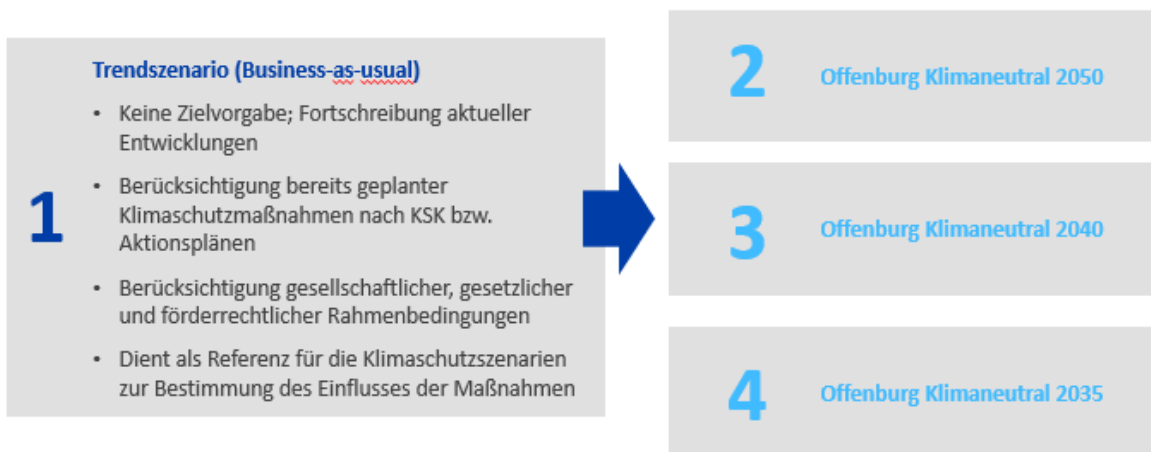 1
Trendszenario (Business-as-usual)
• Keine Zielvorgabe; Fortschreibung aktueller
Entwicklungen
• Berücksichtigung bereits geplanter
Klimaschutzmaßnahmen nach KSK bzw.
Aktionsplänen
• Berücksichtigung gesellschaftlicher, gesetzlicher
und förderrechtlicher Rahmenbedingungen
• Dient als Referenz für die Klimaschutzszenarien
zur Bestimmung des Einflusses der Maßnahmen
2 Offenburg Klimaneutral 2050
3 Offenburg Klimaneutral 2040
4 Offenburg Klimaneutral 2035